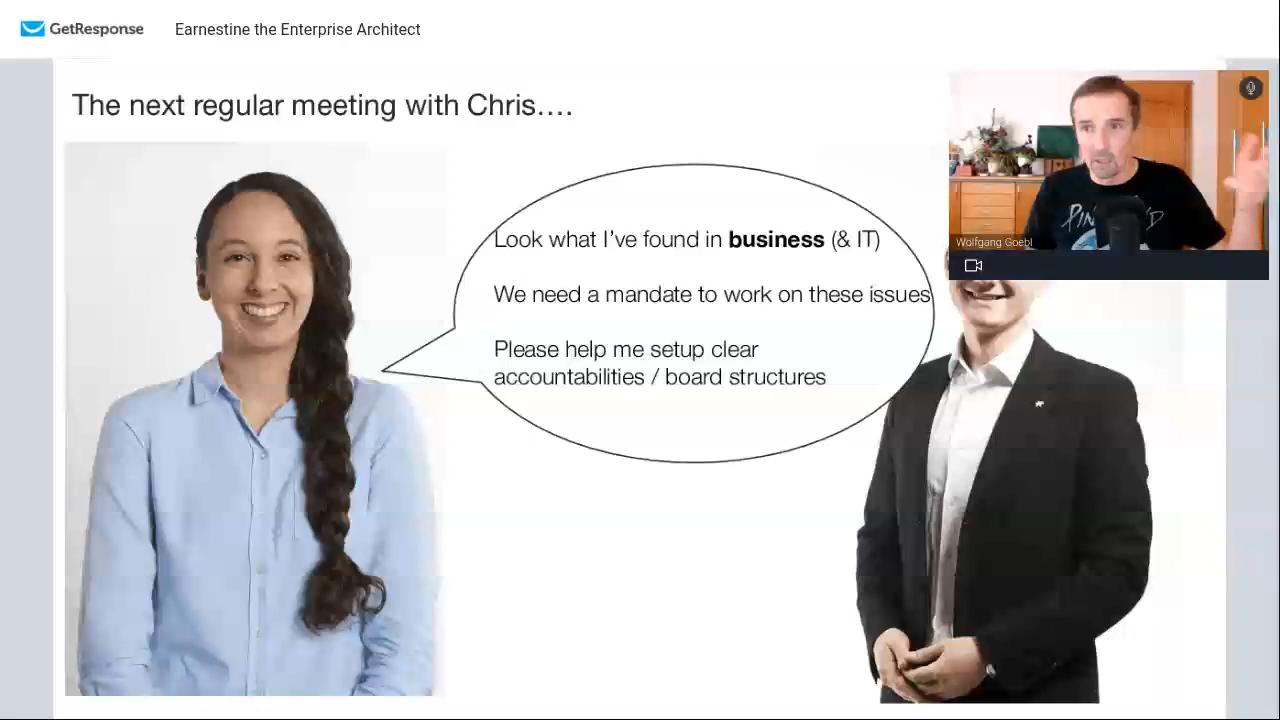 GetResponse
Earnestine the Enterprise Architect
The next regular meeting with Chris....
Look what I've found in business (& IT)
We need a mandate to work on these issues
Please help me setup clear
accountabilities / board structures
Wolfgang Goebl